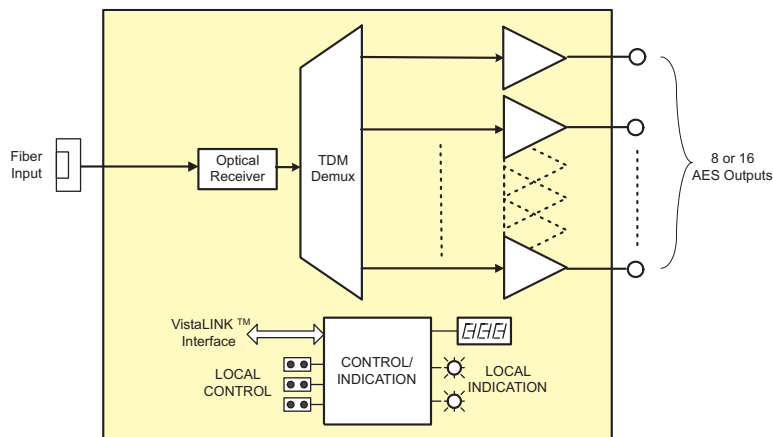 Fiber
Input
Optical
Receiver
TDM
Demux
8 or 16
AES Outputs
VistaLINK ™
Interface
LOCAL
CONTROL
CONTROL/
INDICATION
LOCAL
INDICATION